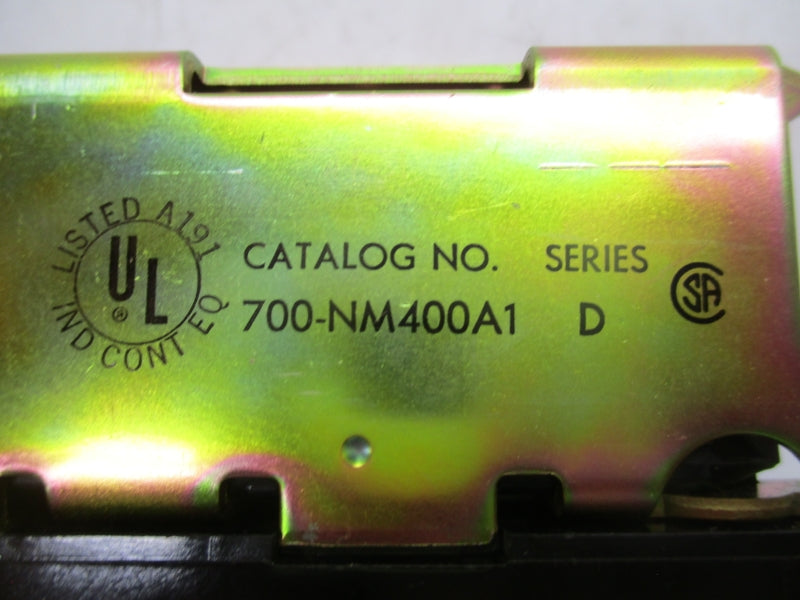 LISTED A191
UL
®
IND CONT EQ
CATALOG NO. SERIES
700-NM400A1 D
SA